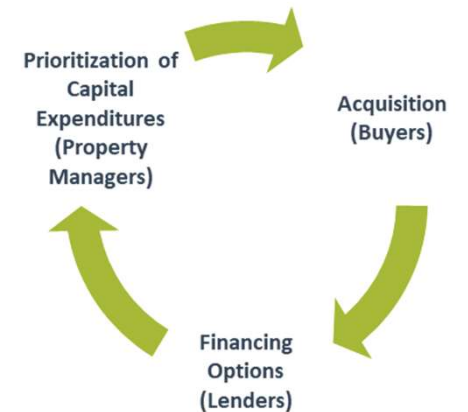 Prioritization of
Capital
Expenditures
(Property
Managers)
Acquisition
(Buyers)
Financing
Options
(Lenders)